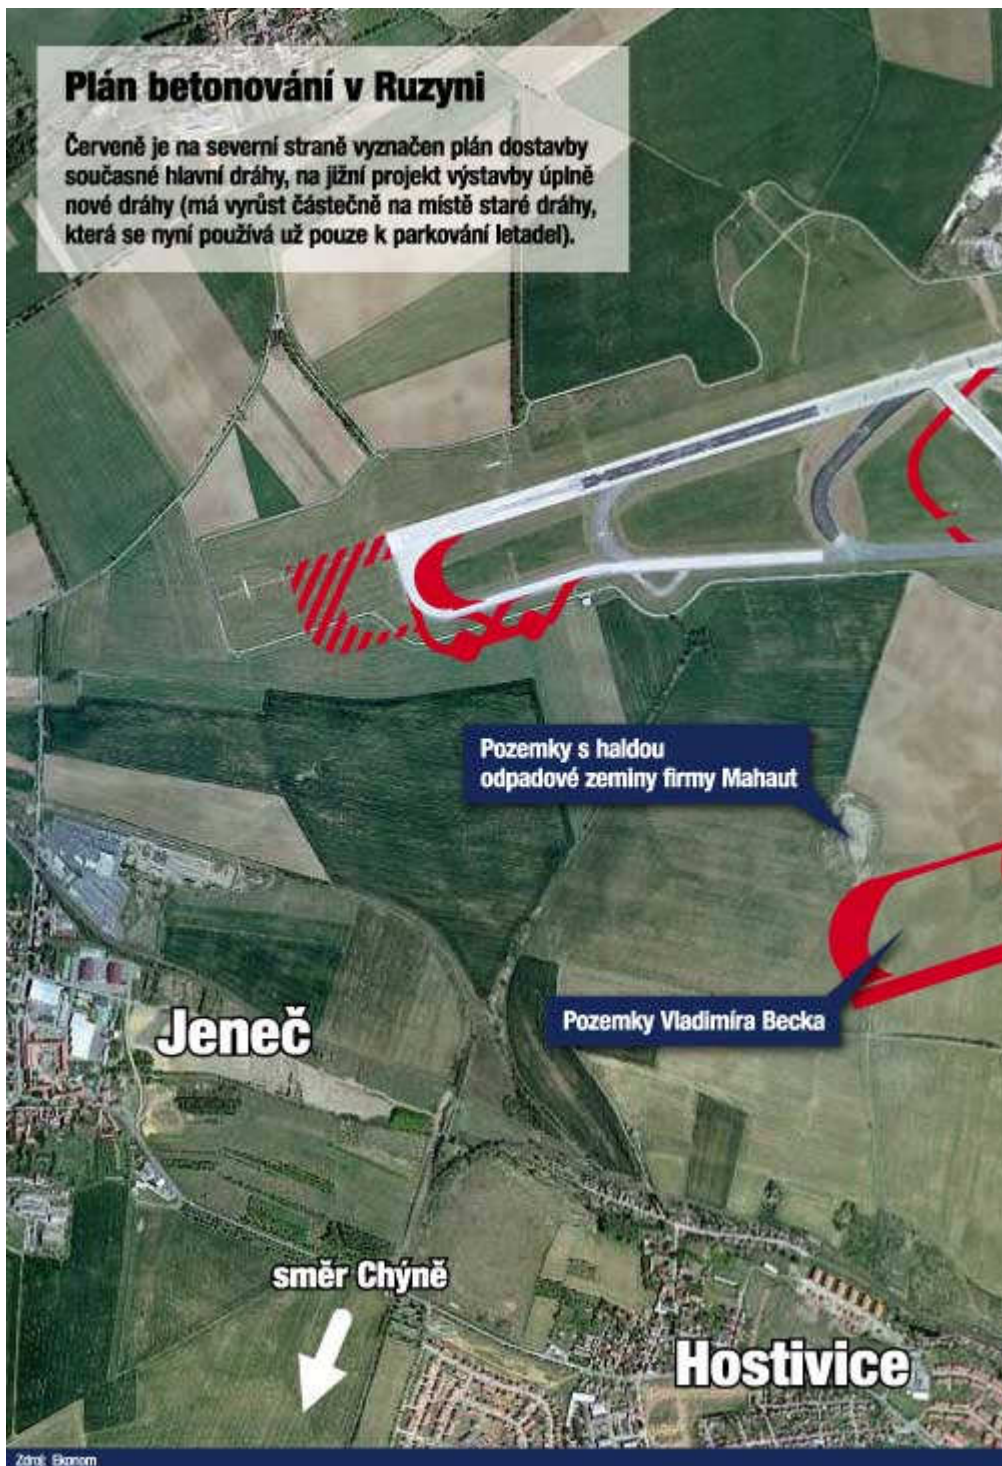 Plán betonování v Ruzyni
Červeně je na severní straně vyznačen plán dostavby
současné hlavní dráhy, na jižní projekt výstavby úplně
nové dráhy (má vyrůst částečně na místě staré dráhy,
která se nyní používá už pouze k parkování letadel).
Pozemky s haldou
odpadové zeminy firmy Mahaut
Pozemky Vladimíra Becka
Jeneč
směr Chýně
Hostivice
Zdroj: Ekonom